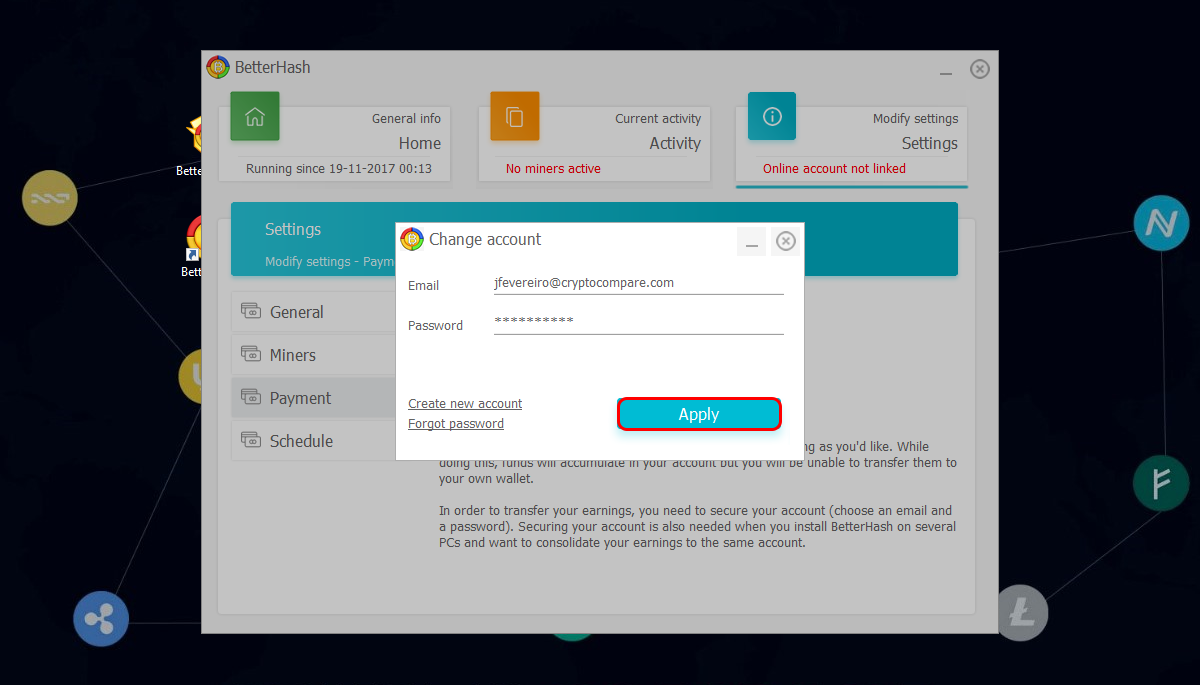 BetterHash
General info
Home
Running since 19-11-2017 00:13
Current activity
Activity
No miners active
Modify settings
Settings
Online account not linked
Settings
Modify settings - Paym
Change account
Email
jfevereiro@cryptocompare.com
Password
**********
Create new account
Forgot password
Apply
General
Miners
Payment
Schedule
ng as you'd like. While
doing this, funds will accumulate in your account but you will be unable to transfer them to
your own wallet.
In order to transfer your earnings, you need to secure your account (choose an email and
a password). Securing your account is also needed when you install BetterHash on several
PCs and want to consolidate your earnings to the same account.
Bette
Bett